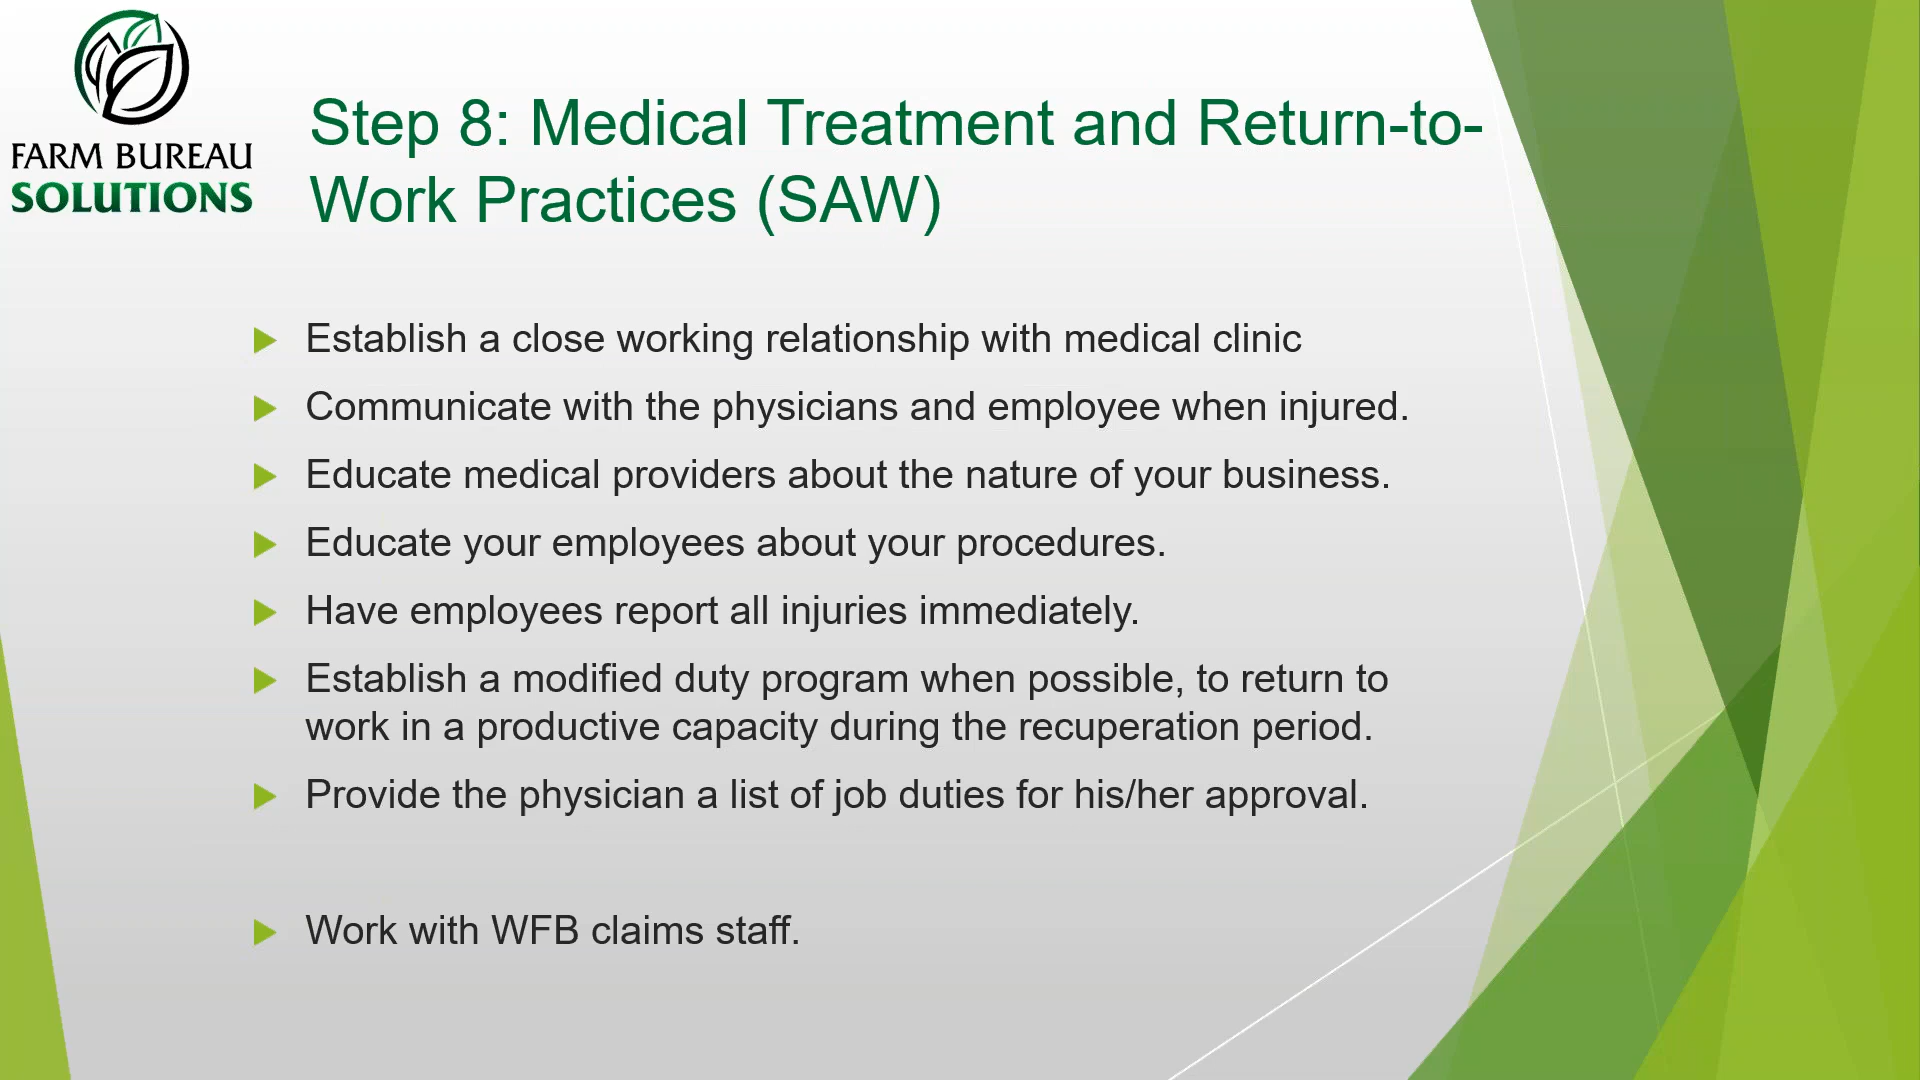 FARM BUREAU
SOLUTIONS
Step 8: Medical Treatment and Return-to-
Work Practices (SAW)
Establish a close working relationship with medical clinic
Communicate with the physicians and employee when injured.
Educate medical providers about the nature of your business.
Educate your employees about your procedures.
Have employees report all injuries immediately.
Establish a modified duty program when possible, to return to
work in a productive capacity during the recuperation period.
Provide the physician a list of job duties for his/her approval.
Work with WFB claims staff.